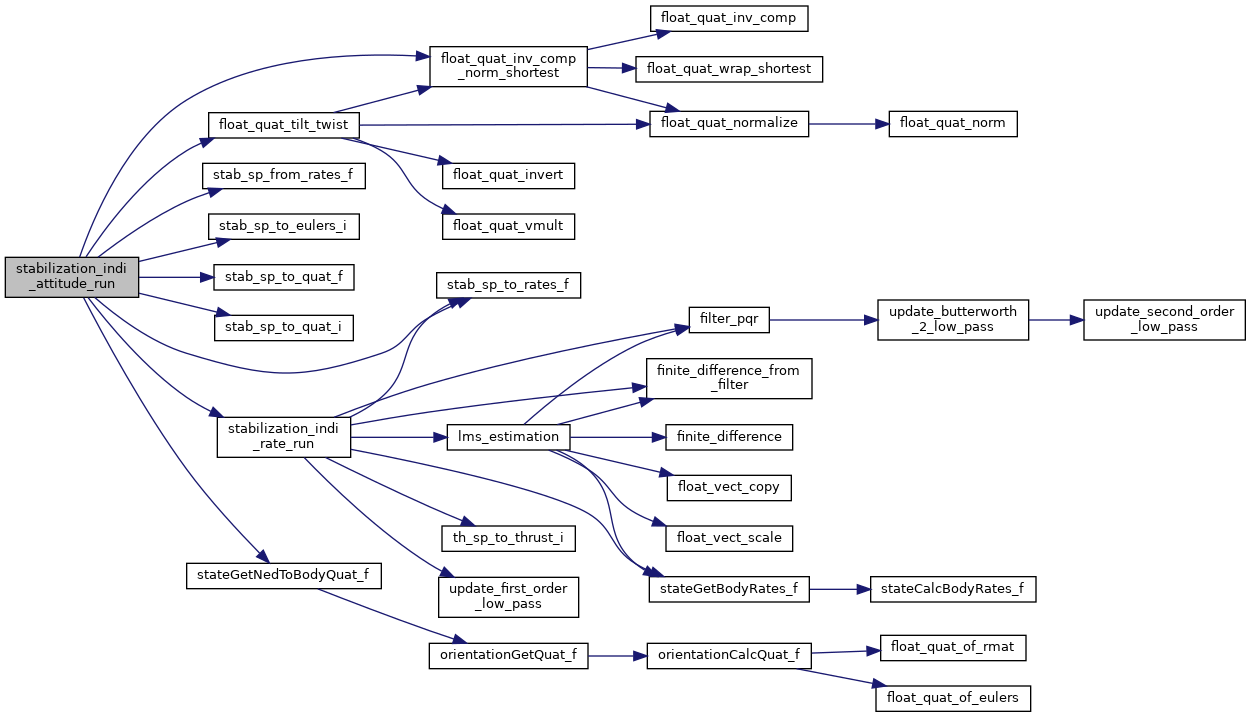 float_quat_inv_comp
float_quat_inv_comp
_norm_shortest
float_quat_wrap_shortest
float_quat_tilt_twist
float_quat_normalize
float_quat_norm
stab_sp_from_rates_f
float_quat_invert
stab_sp_to_eulers_i
float_quat_vmult
stabilization_indi
_attitude_run
stab_sp_to_quat_f
stab_sp_to_rates_f
stab_sp_to_quat_i
filter_pqr
update_butterworth
_2_low_pass
update_second_order
_low_pass
finite_difference_from
_filter
stabilization_indi
_rate_run
lms_estimation
finite_difference
float_vect_copy
th_sp_to_thrust_i
float_vect_scale
stateGetNedToBodyQuat_f
update_first_order
_low_pass
stateGetBodyRates_f
stateCalcBodyRates_f
orientationGetQuat_f
orientationCalcQuat_f
float_quat_of_rmat
float_quat_of_eulers